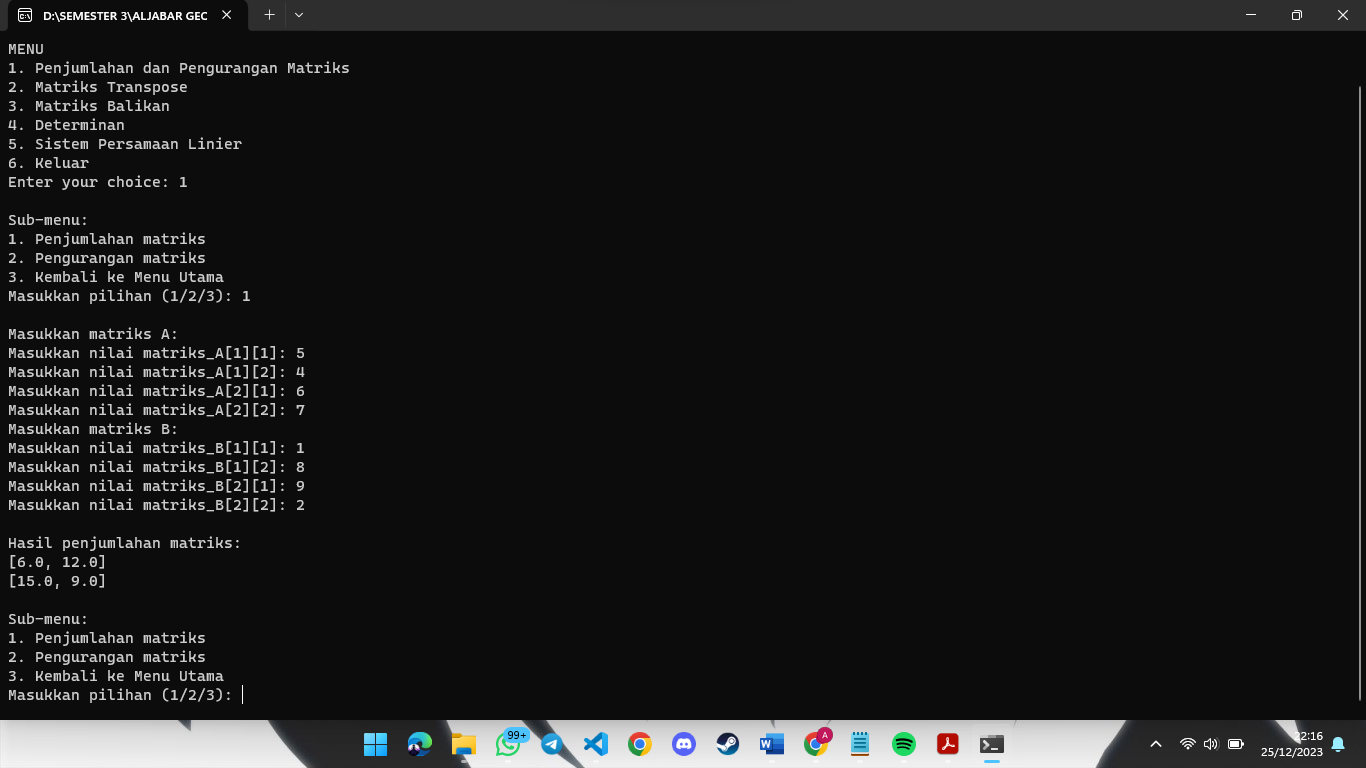 D:\SEMESTER 3\ALJABAR GEC
MENU
1. Penjumlahan dan Pengurangan Matriks
2. Matriks Transpose
3. Matriks Balikan
4. Determinan
5. Sistem Persamaan Linier
6. Keluar
Enter your choice: 1
Sub-menu:
1. Penjumlahan matriks
2. Pengurangan matriks
3. Kembali ke Menu Utama
Masukkan pilihan (1/2/3): 1
Masukkan matriks A:
Masukkan nilai matriks_A[1][1]: 5
Masukkan nilai matriks_A[1][2]: 4
Masukkan nilai matriks_A[2][1]: 6
Masukkan nilai matriks_A[2][2]: 7
Masukkan matriks B:
Masukkan nilai matriks_B[1][1]: 1
Masukkan nilai matriks_B[1][2]: 8
Masukkan nilai matriks_B[2][1]: 9
Masukkan nilai matriks_B[2][2]: 2
Hasil penjumlahan matriks:
[6.0, 12.0]
[15.0, 9.0]
Sub-menu:
1. Penjumlahan matriks
2. Pengurangan matriks
3. Kembali ke Menu Utama
Masukkan pilihan (1/2/3):
99+
A
22:16
25/12/2023